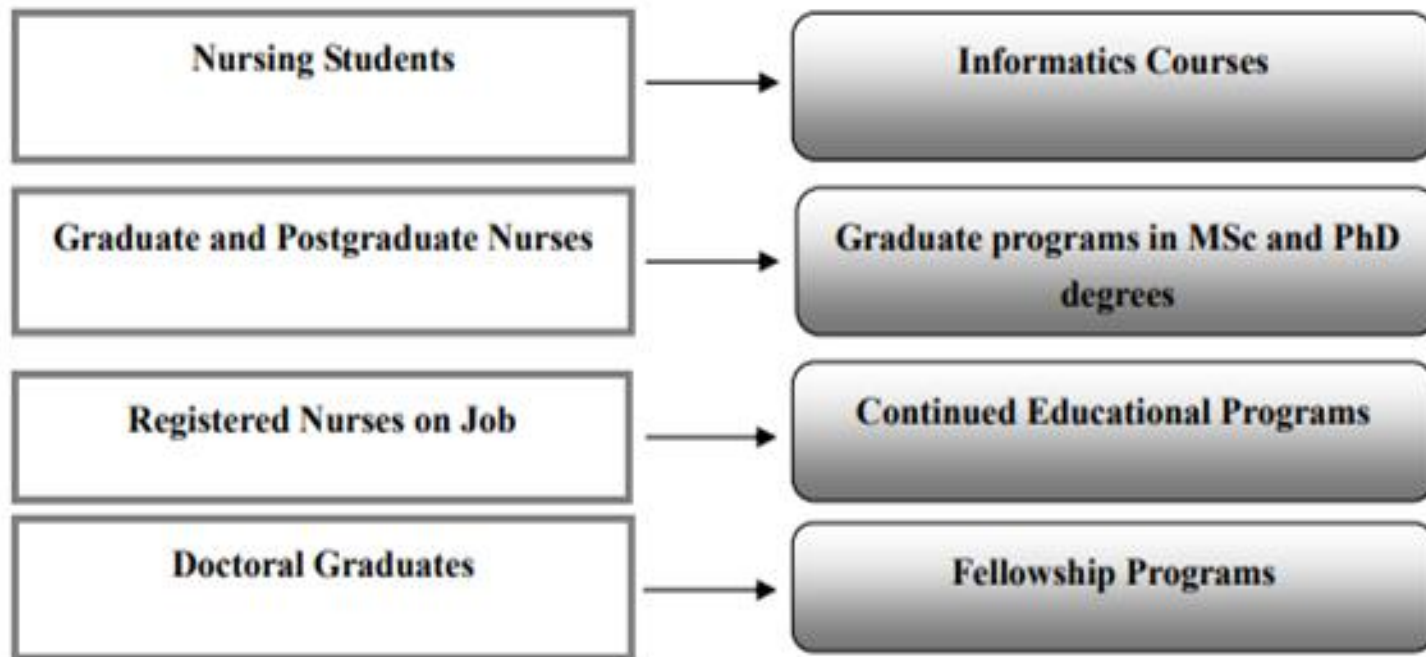 Nursing Students
Informatics Courses
Graduate and Postgraduate Nurses
Graduate programs in MSc and PhD
degrees
Registered Nurses on Job
Continued Educational Programs
Doctoral Graduates
Fellowship Programs